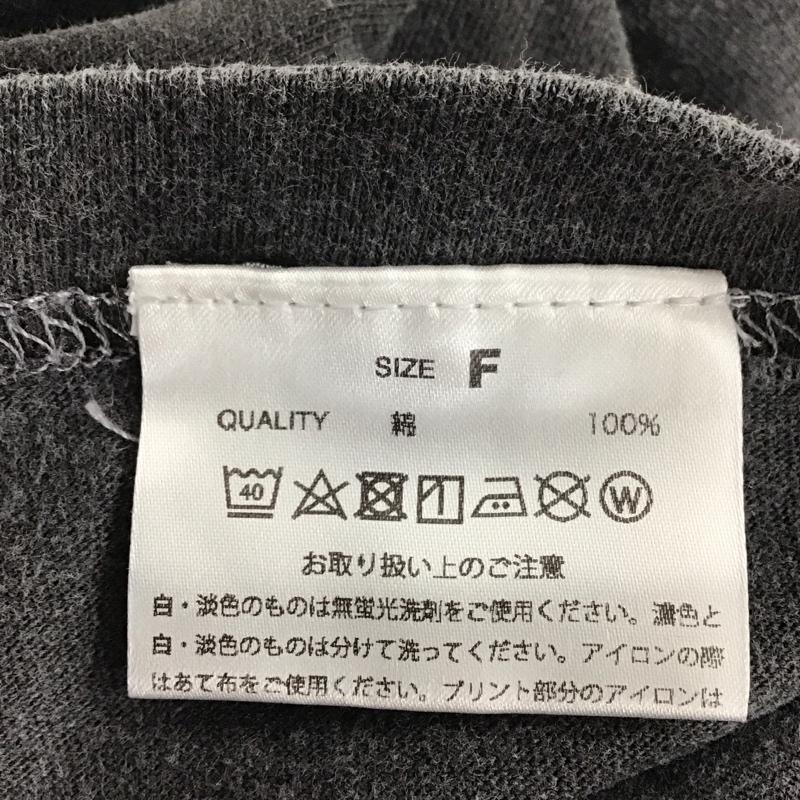 SIZE F
QUALITY 綿 100%
40 W
お取り扱い上のご注意
白・淡色のものは無蛍光洗剤をご使用ください。濃色と
白・淡色のものは分けて洗ってください。アイロンの際
はあて布をご使用ください。プリント部分のアイロンは